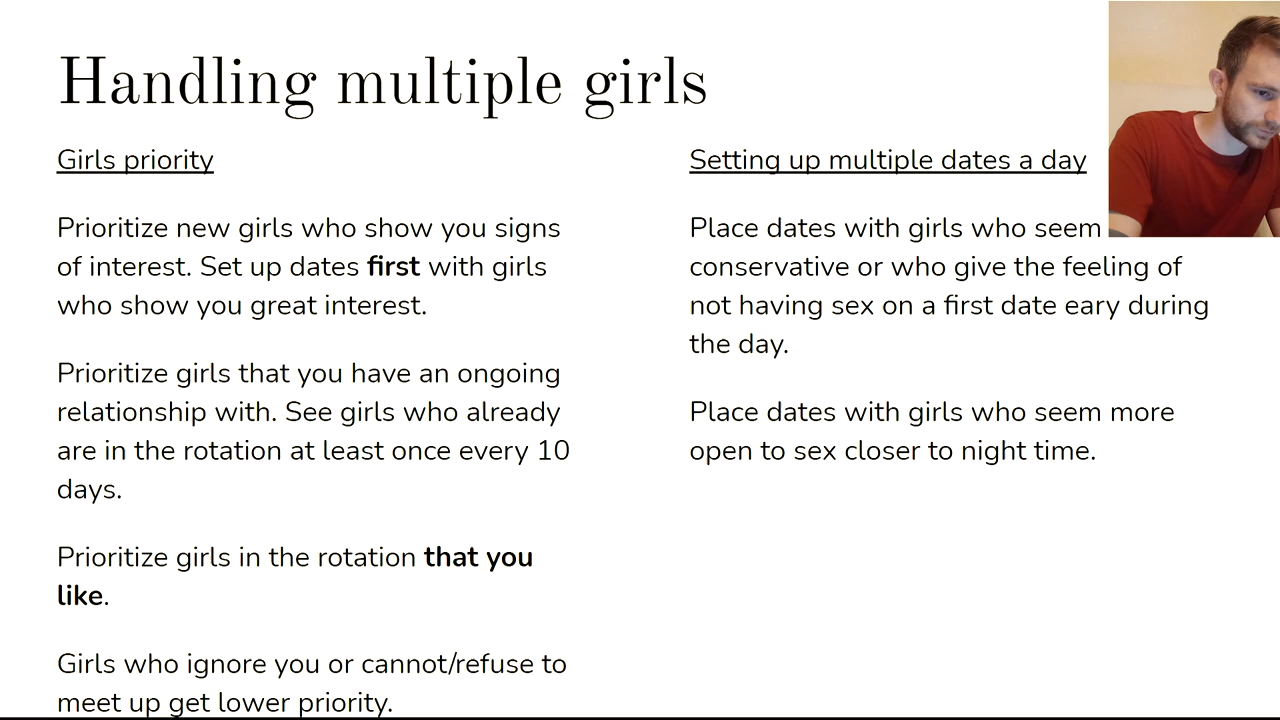 Handling multiple girls
Girls priority
Prioritize new girls who show you signs
of interest. Set up dates first with girls
who show you great interest.
Prioritize girls that you have an ongoing
relationship with. See girls who already
are in the rotation at least once every 10
days.
Prioritize girls in the rotation that you
like.
Girls who ignore you or cannot/refuse to
meet up get lower priority.
Setting up multiple dates a day
Place dates with girls who seem
conservative or who give the feeling of
not having sex on a first date eary during
the day.
Place dates with girls who seem more
open to sex closer to night time.